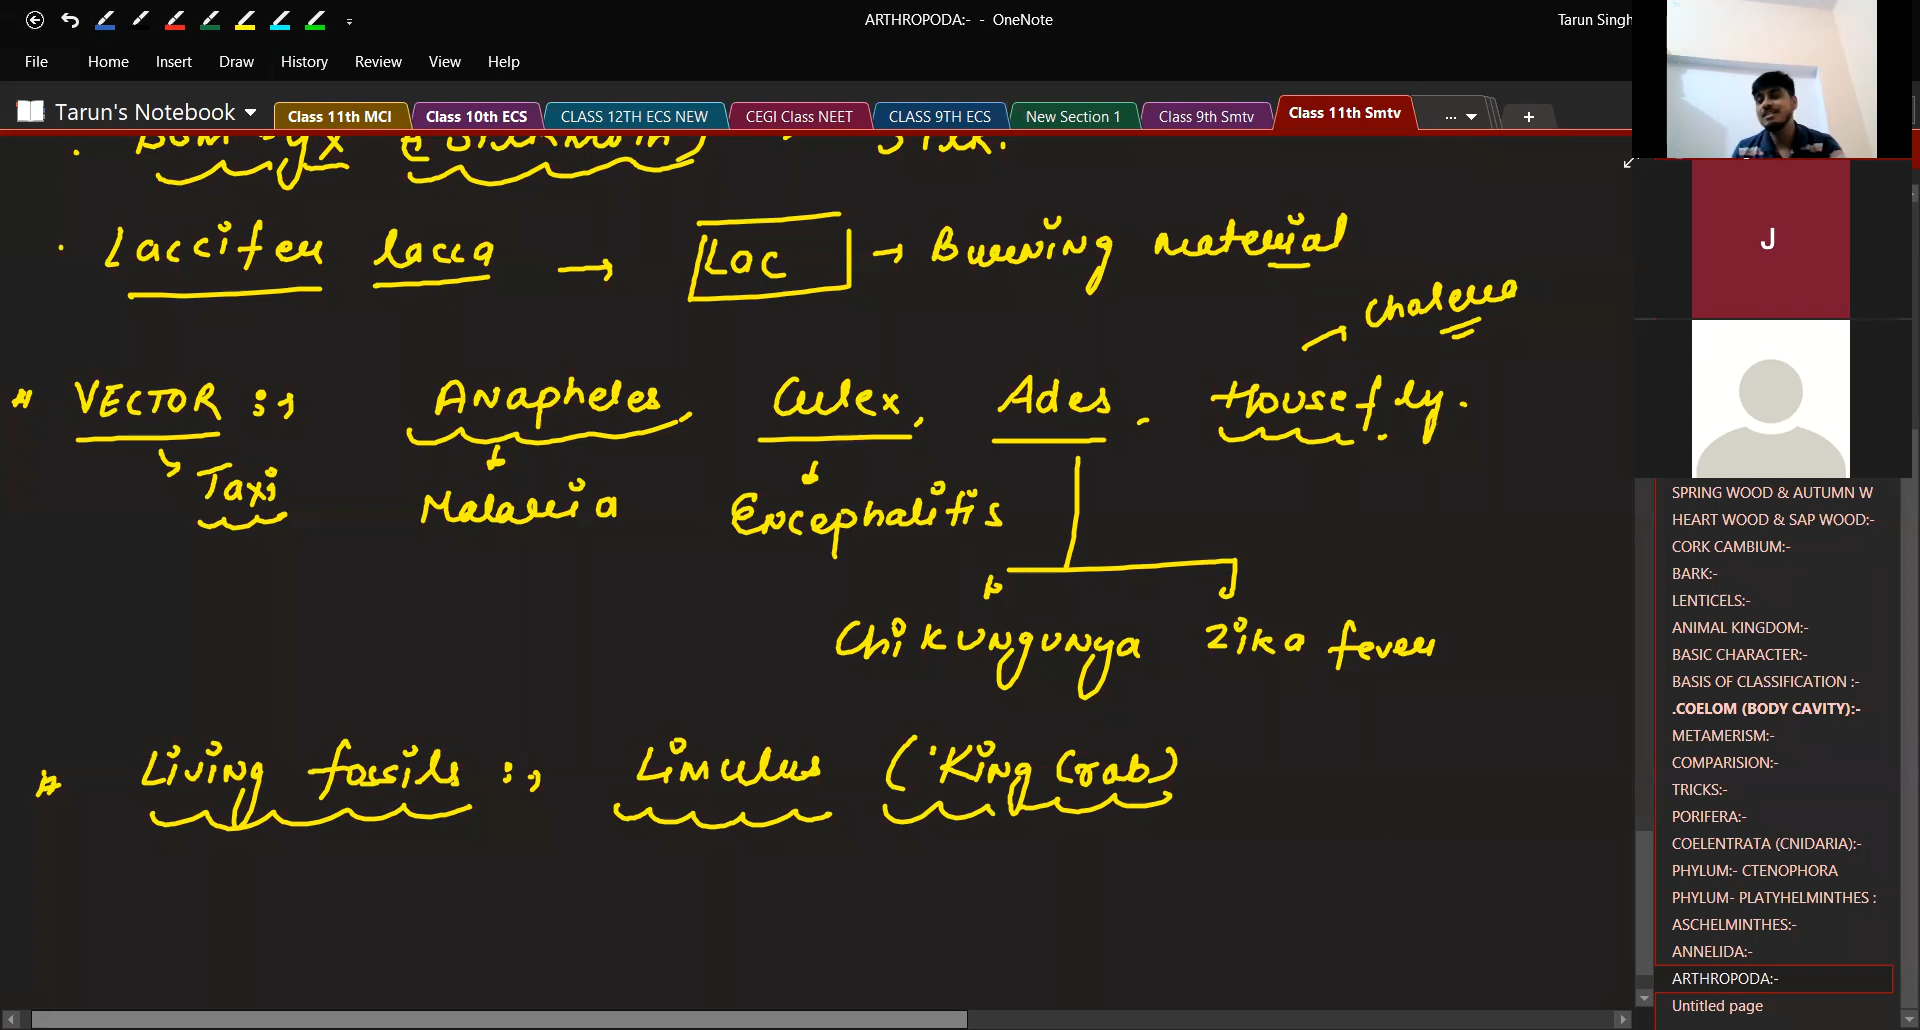 ARTHROPODA:- - OneNote
Tarun Singh
File Home Insert Draw History Review View Help
Tarun's Notebook Class 11th MCI Class 10th ECS CLASS 12TH ECS NEW CEGI Class NEET CLASS 9TH ECS New Section 1 Class 9th Smtv Class 11th Smtv ... +
J
. Bombyx (Silkmoth) Silk.
. Laccifer lacca → Lac → Burning material
→ Cholera
* VECTOR :, Anapheles, Culex, Ades. Housefly.
Taxi Malaria Encephalitis
Chikungunya Zika fever
* Living fossils :, Limulus (King Crab)
SPRING WOOD & AUTUMN W
HEART WOOD & SAP WOOD:-
CORK CAMBIUM:-
BARK:-
LENTICELS:-
ANIMAL KINGDOM:-
BASIC CHARACTER:-
BASIS OF CLASSIFICATION :-
.COELOM (BODY CAVITY):-
METAMERISM:-
COMPARISION:-
TRICKS:-
PORIFERA:-
COELENTRATA (CNIDARIA):-
PHYLUM:- CTENOPHORA
PHYLUM- PLATYHELMINTHES :
ASCHELMINTHES:-
ANNELIDA:-
ARTHROPODA:-
Untitled page